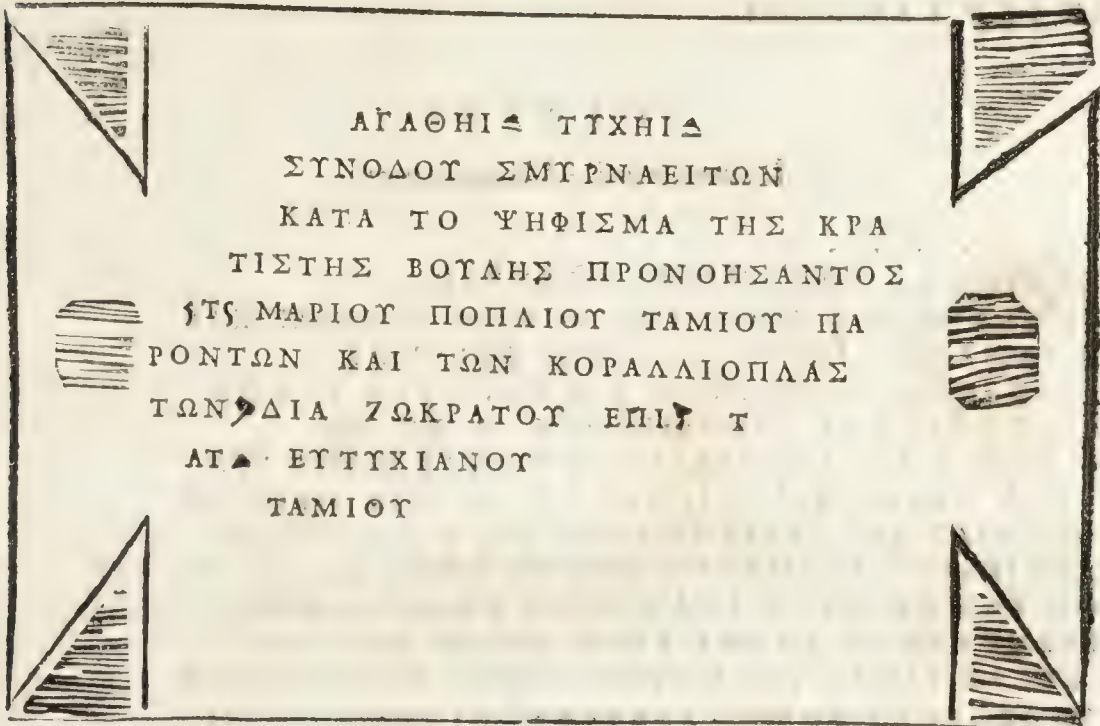 ΑΓΑΘΗΙ ΤΥΧΗΙ
ΣΥΝΟΔΟΥ ΣΜΥΡΝΑΕΙΤΩΝ
ΚΑΤΑ ΤΟ ΨΗΦΙΣΜΑ ΤΗΣ ΚΡΑ
ΤΙΣΤΗΣ ΒΟΥΛΗΣ ΠΡΟΝΟΗΣΑΝΤΟΣ
ΜΑΡΙΟΥ ΠΟΠΛΙΟΥ ΤΑΜΙΟΥ ΠΑ
ΡΟΝΤΩΝ ΚΑΙ ΤΩΝ ΚΟΡΑΛΛΙΟΠΛΑΣ
ΤΩΝ ΔΙΑ ΖΩΚΡΑΤΟΥ ΕΠΙ Τ
ΑΤ ΕΥΤΥΧΙΑΝΟΥ
ΤΑΜΙΟΥ